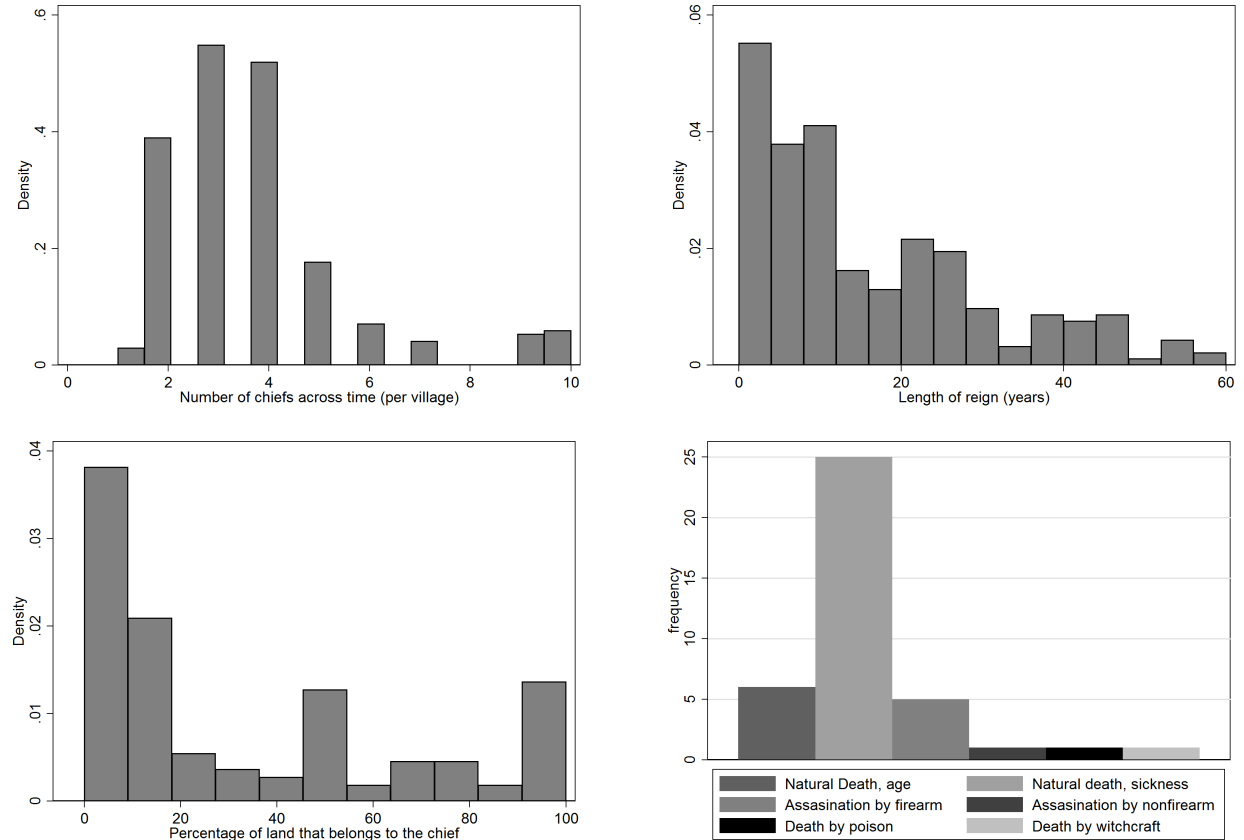 .6
.4
.2
0
Density
0 2 4 6 8 10
Number of chiefs across time (per village)
.06
.04
.02
0
Density
0 20 40 60
Length of reign (years)
.04
.03
.02
.01
0
Density
0 20 40 60 80 100
Percentage of land that belongs to the chief
25
20
15
10
5
0
frequency
Natural Death, age Natural death, sickness
Assasination by firearm Assasination by nonfirearm
Death by poison Death by witchcraft